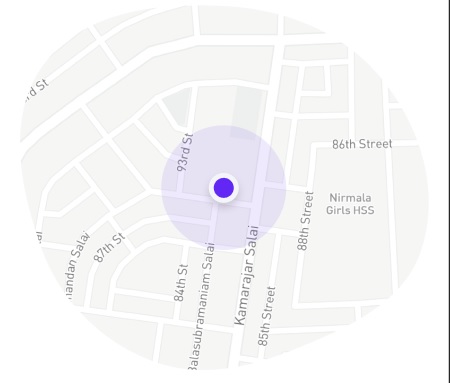 rd St
93rd St
86th Street
Nirmala
Girls HSS
88th Street
87th St
84th St
Balasubramaniam Salai
Kamarajar Salai
85th Street